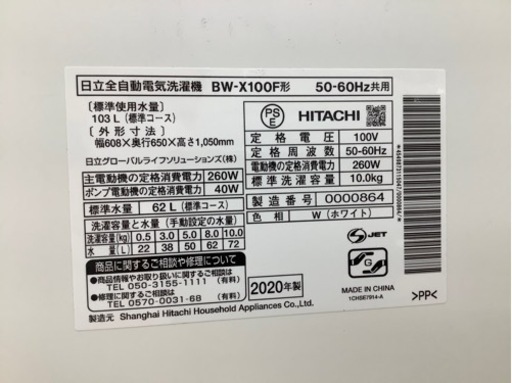 日立全自動電気洗濯機 BW-X100F形 50-60Hz共用
〔標準使用水量〕
103 L (標準コース)
〔外形寸法〕
幅608×奥行650×高さ1,050mm
日立グローバルライフソリューションズ(株)
主電動機の定格消費電力 260W
ポンプ電動機の定格消費電力 40W
標準水量 62 L (標準コース)
洗濯容量と水量 (手動設定の水量)
洗濯容量(kg) 0.5 3.0 5.0 8.0 10.0
水量(L) 22 38 50 62 72
商品に関するご相談や修理について
・商品情報やお取り扱いに関するご相談
TEL 050-3155-1111 (有料)
・修理に関するご相談
TEL 0570-0031-68 (有料)
2020年製
製造元 Shanghai Hitachi Household Appliances Co., Ltd.
PS
E
HITACHI
定格電圧 100V
定格周波数 50-60Hz
電動機の定格消費電力 260W
標準洗濯容量 10.0kg
製造番号 0000864
色相 W (ホワイト)
S JET
G
MADE IN CHINA
1CHSE7914-A
>PP<